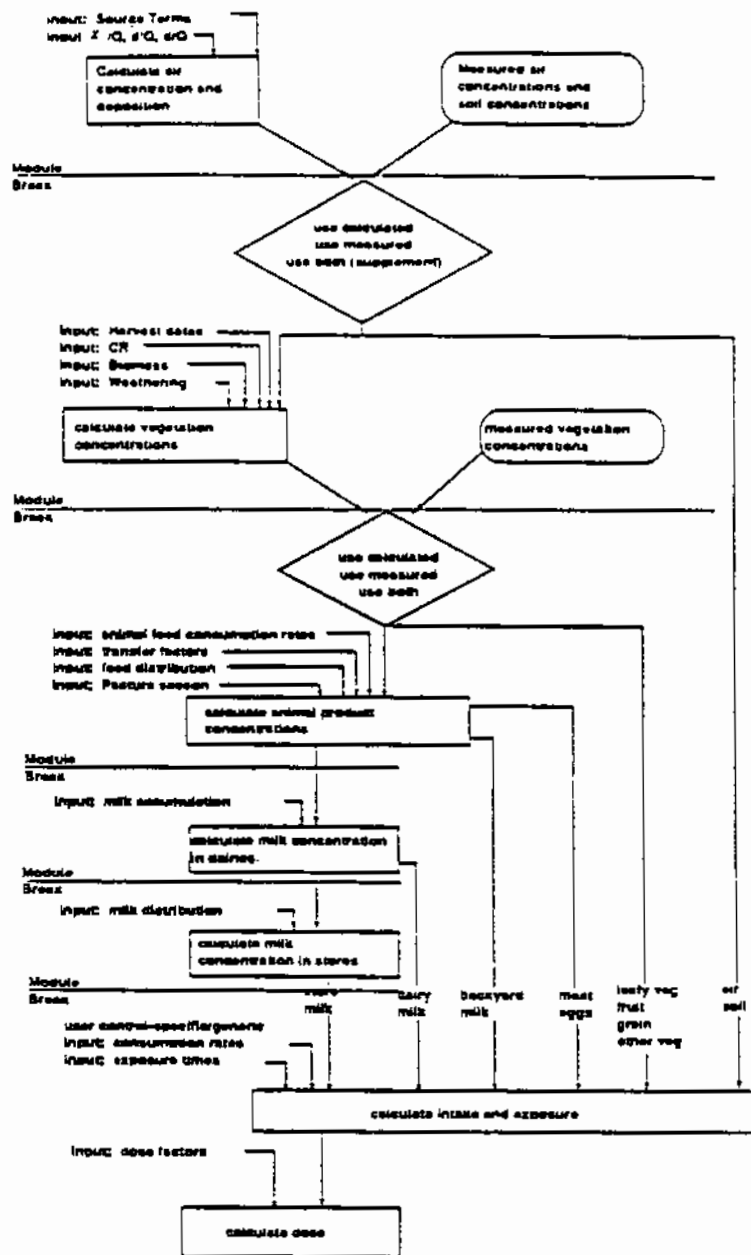 Input: Source Terms
Input: X/Q, d/Q, d/Q
Calculate air
concentration and
deposition
Measured air
concentrations and
soil concentrations
Module
Break
use calculated
use measured
use both (supplement)
Input: Harvest dates
Input: CR
Input: Biomass
Input: Weathering
calculate vegetation
concentrations
measured vegetation
concentrations
Module
Break
use calculated
use measured
use both
Input: animal food consumption rates
Input: transfer factors
Input: food distribution
Input: Pasture season
calculate animal product
concentrations
Module
Break
Input: milk accumulation
calculate milk concentration
in dairies.
Module
Break
Input: milk distribution
calculate milk
concentration in stores
Module
Break
store
milk
dairy
milk
backyard
milk
meat
eggs
leafy veg
fruit
grain
other veg
air
soil
user control-specific
Input: consumption rates
input: exposure times
calculate intake and exposure
Input: dose factors
calculate dose